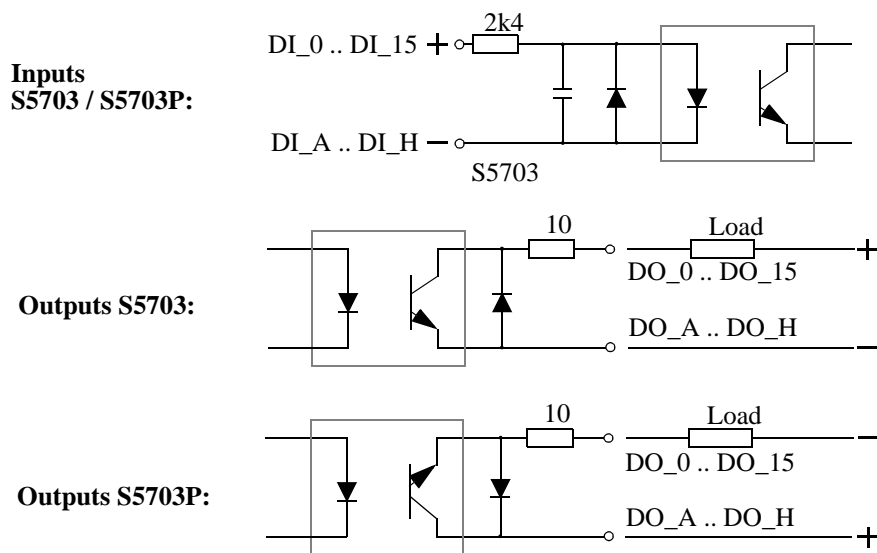 2k4
DI_0 .. DI_15 +
Inputs
S5703 / S5703P:
DI_A .. DI_H −
S5703
10
Load
+
DO_0 .. DO_15
Outputs S5703:
DO_A .. DO_H
−
10
Load
−
DO_0 .. DO_15
Outputs S5703P:
DO_A .. DO_H
+